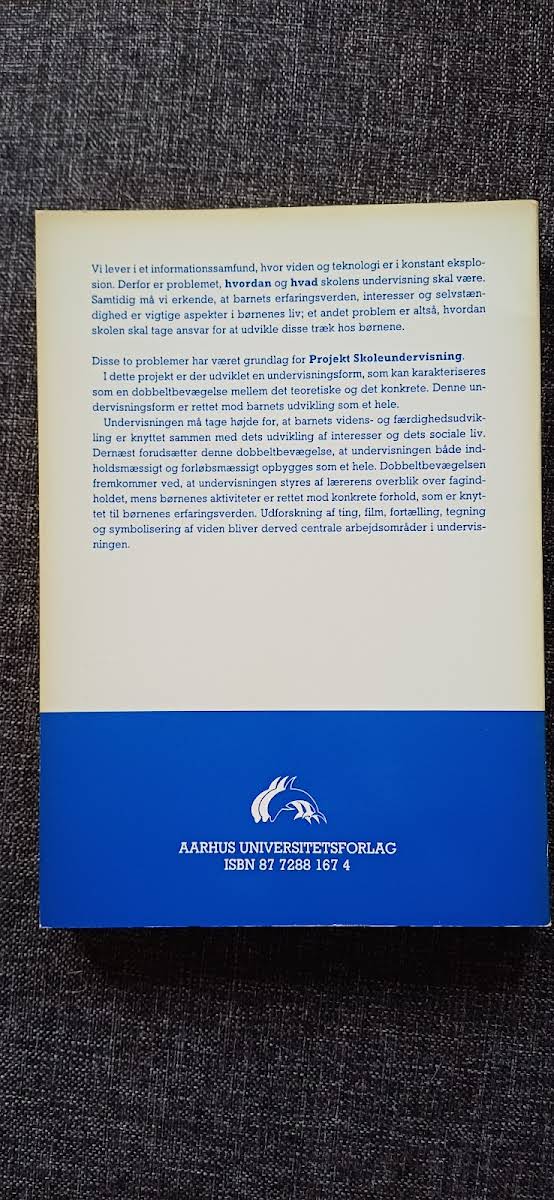 Vi lever i et informationssamfund, hvor viden og teknologi er i konstant eksplo-
sion. Derfor er problemet, hvordan og hvad skolens undervisning skal være.
Samtidig må vi erkende, at barnets erfaringsverden, interesser og selvstæn-
dighed er vigtige aspekter i børnenes liv; et andet problem er altså, hvordan
skolen skal tage ansvar for at udvikle disse træk hos børnene.
Disse to problemer har været grundlag for Projekt Skoleundervisning.
I dette projekt er der udviklet en undervisningsform, som kan karakteriseres
som en dobbeltbevægelse mellem det teoretiske og det konkrete. Denne un-
dervisningsform er rettet mod barnets udvikling som et hele.
Undervisningen må tage højde for, at barnets videns- og færdighedsudvik-
ling er knyttet sammen med dets udvikling af interesser og dets sociale liv.
Dernæst forudsætter denne dobbeltbevægelse, at undervisningen både ind-
holdsmæssigt og forløbsmæssigt opbygges som et hele. Dobbeltbevægelsen
fremkommer ved, at undervisningen styres af lærerens overblik over fagind-
holdet, mens børnenes aktiviteter er rettet mod konkrete forhold, som er knyt-
tet til børnenes erfaringsverden. Udforskning af ting, film, fortælling, tegning
og symbolisering af viden bliver derved centrale arbejdsområder i undervis-
ningen.
AARHUS UNIVERSITETSFORLAG
ISBN 87 7288 167 4